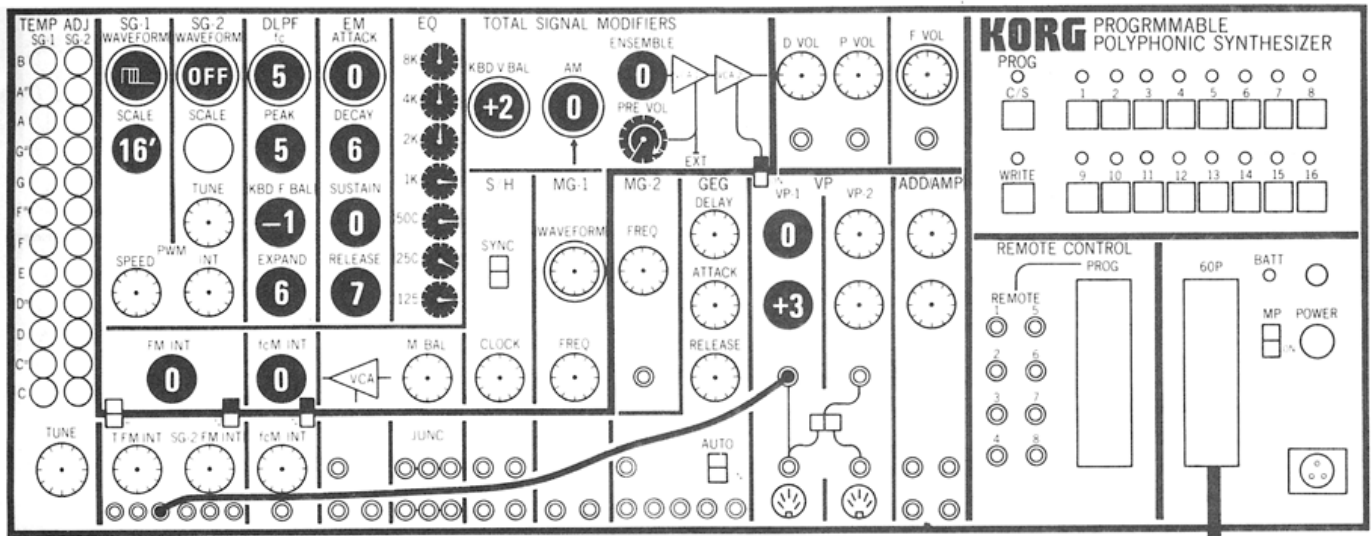 TEMP ADJ
SG-1 SG-2
B
A#
A
G#
G
F#
F
E
D#
D
C#
C
TUNE
SG-1
WAVEFORM
SCALE
16'
SPEED
PWM
SG-2
WAVEFORM
OFF
SCALE
TUNE
INT
DLPF
fc
5
PEAK
5
KBD F BAL
−1
EXPAND
6
EM
ATTACK
0
DECAY
6
SUSTAIN
0
RELEASE
7
EQ
8K
4K
2K
1K
50C
25C
125
FM INT
0
fcM INT
0
VCA
M BAL
T FM INT
SG-2 FM INT
fcM INT
JUNC
TOTAL SIGNAL MODIFIERS
KBD V BAL
+2
AM
0
ENSEMBLE
0
PRE VOL
EXT
S/H
SYNC
CLOCK
MG-1
WAVEFORM
FREQ
MG-2
FREQ
GEG
DELAY
ATTACK
RELEASE
AUTO
D VOL
P VOL
F VOL
VP
VP-1
0
+3
VP-2
ADD/AMP
KORG PROGRMMABLE
POLYPHONIC SYNTHESIZER
PROG
C/S
1 2 3 4 5 6 7 8
WRITE
9 10 11 12 13 14 15 16
REMOTE CONTROL
PROG
REMOTE
1 5
2 6
3 7
4 8
60P
BATT
MP
POWER
ON